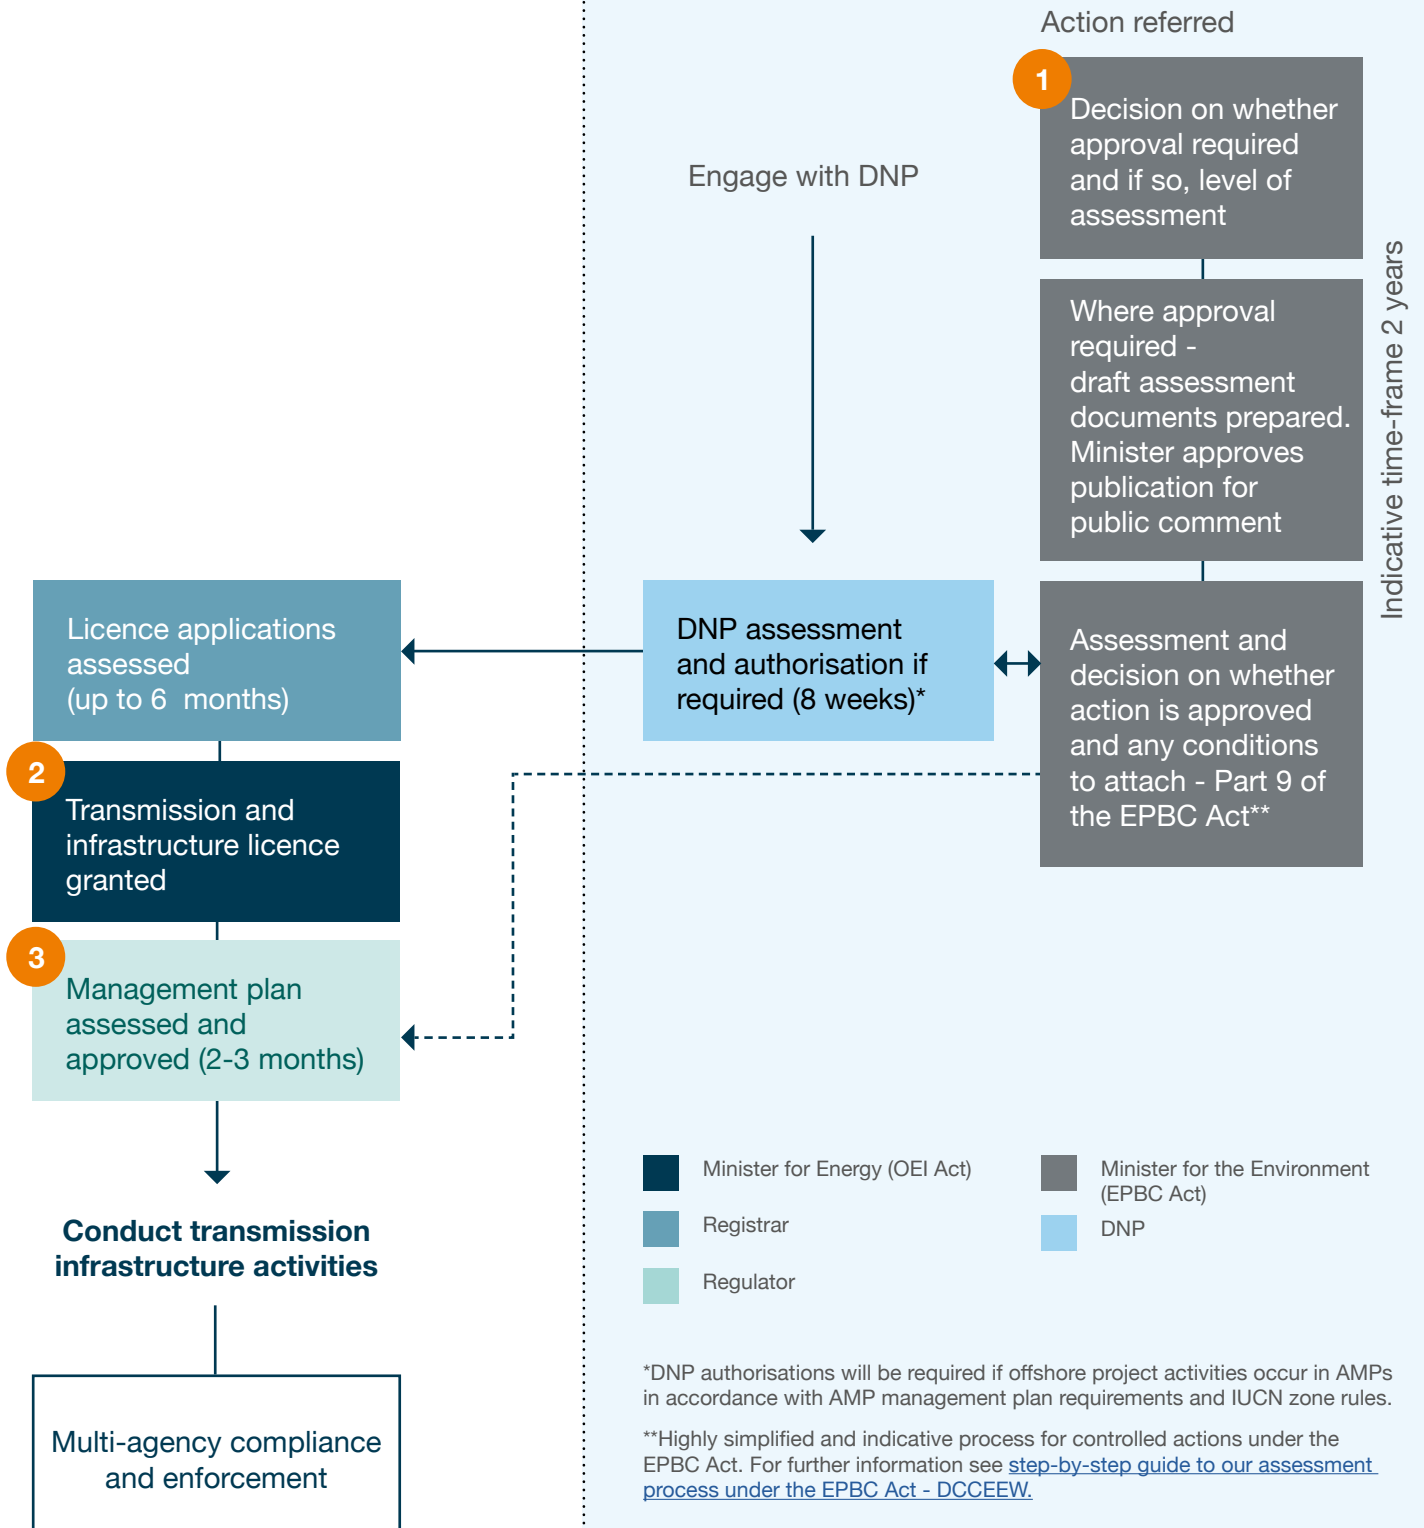 Action referred
1
Decision on whether
approval required
and if so, level of
assessment
Engage with DNP
Where approval
required -
draft assessment
documents prepared.
Minister approves
publication for
public comment
Indicative time-frame 2 years
Licence applications
assessed
(up to 6  months)
DNP assessment
and authorisation if
required (8 weeks)*
Assessment and
decision on whether
action is approved
and any conditions
to attach - Part 9 of
the EPBC Act**
2
Transmission and
infrastructure licence
granted
3
Management plan
assessed and
approved (2-3 months)
Conduct transmission
infrastructure activities
Multi-agency compliance
and enforcement
Minister for Energy (OEI Act)
Registrar
Regulator
Minister for the Environment
(EPBC Act)
DNP
*DNP authorisations will be required if offshore project activities occur in AMPs
in accordance with AMP management plan requirements and IUCN zone rules.
**Highly simplified and indicative process for controlled actions under the
EPBC Act. For further information see step-by-step guide to our assessment
process under the EPBC Act - DCCEEW.